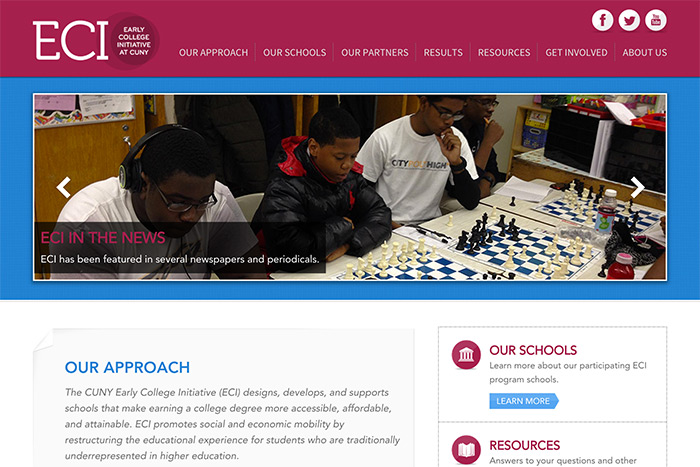 ECI
EARLY
COLLEGE
INITIATIVE
AT CUNY
OUR APPROACH
OUR SCHOOLS
OUR PARTNERS
RESULTS
RESOURCES
GET INVOLVED
ABOUT US
CITYPOLYHIGH
ECI IN THE NEWS
ECI has been featured in several newspapers and periodicals.
OUR APPROACH
The CUNY Early College Initiative (ECI) designs, develops, and supports
schools that make earning a college degree more accessible, affordable,
and attainable. ECI promotes social and economic mobility by
restructuring the educational experience for students who are traditionally
underrepresented in higher education.
OUR SCHOOLS
Learn more about our participating ECI
program schools.
LEARN MORE
RESOURCES
Answers to your questions and other